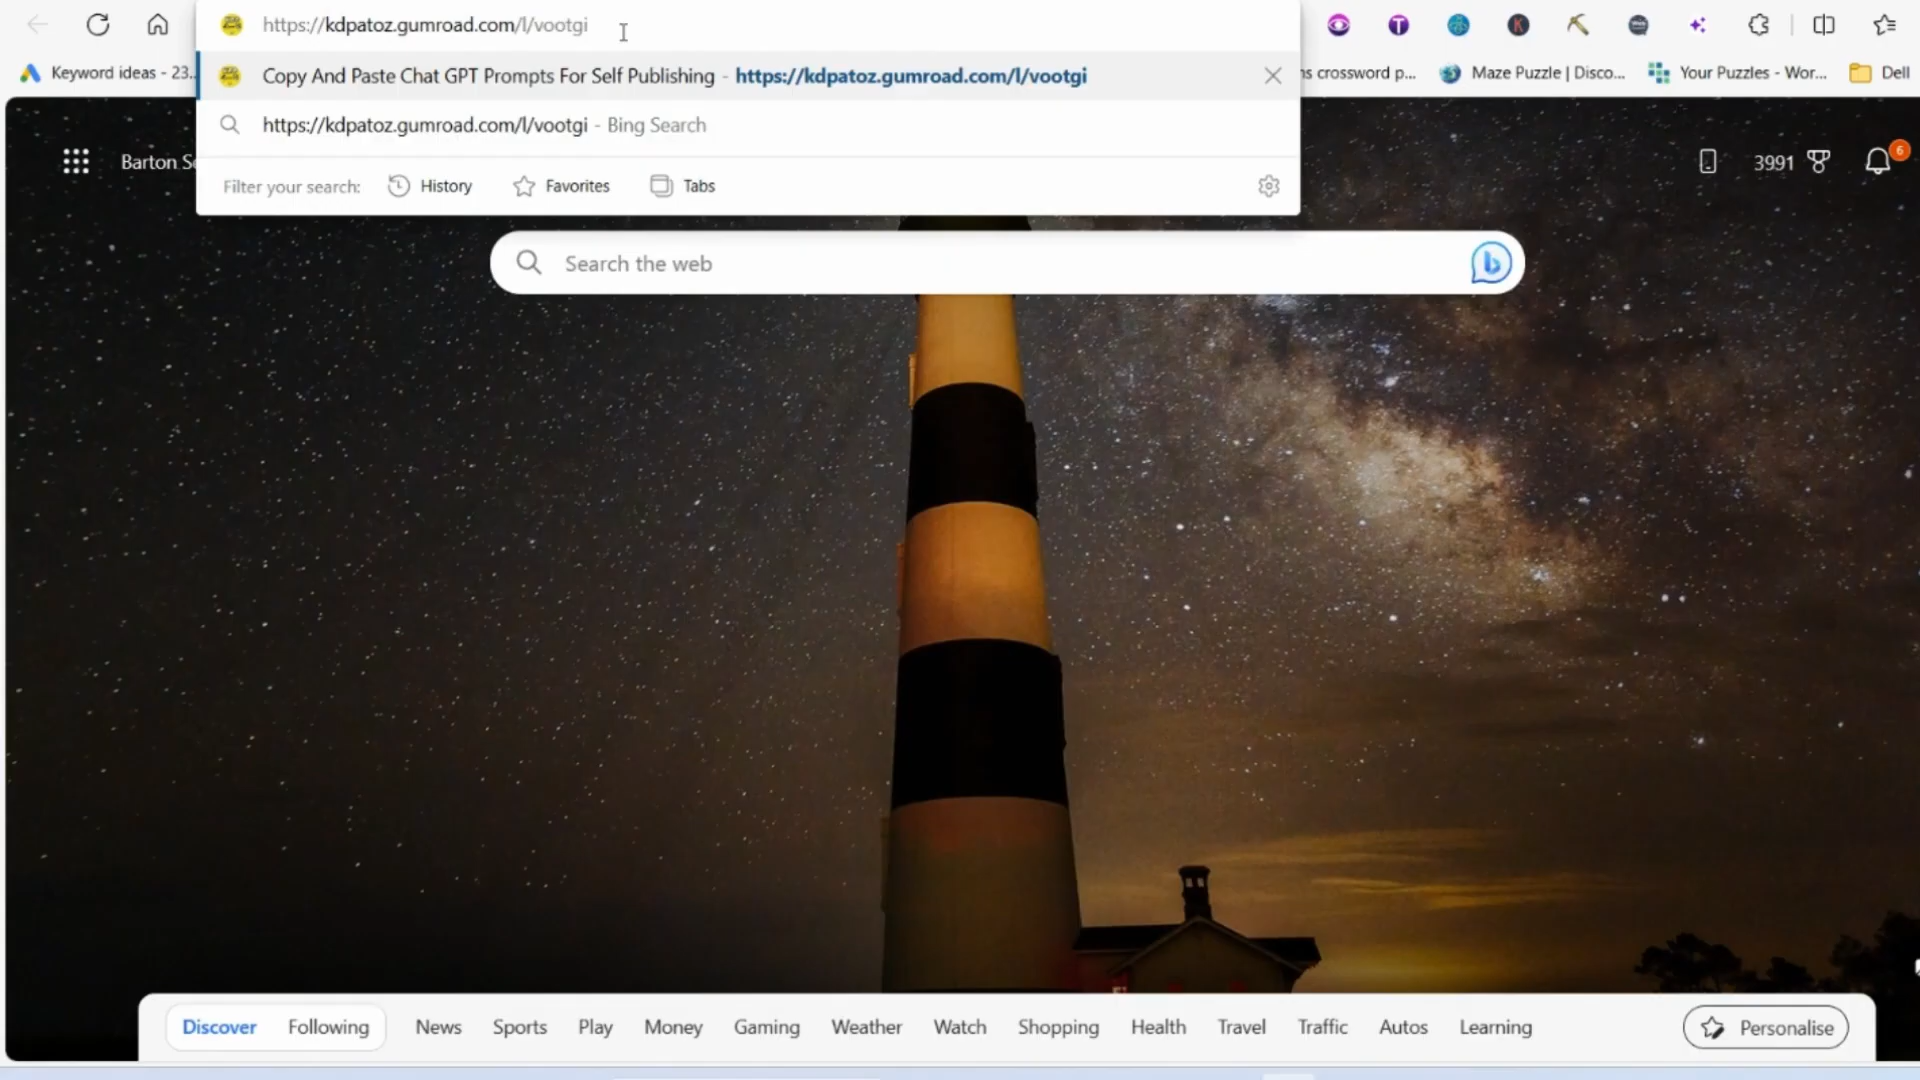 https://kdpatoz.gumroad.com/l/vootgi
Keyword ideas - 23...
Copy And Paste Chat GPT Prompts For Self Publishing - https://kdpatoz.gumroad.com/l/vootgi
crossword p...
Maze Puzzle | Disco...
Your Puzzles - Wor...
Dell
https://kdpatoz.gumroad.com/l/vootgi - Bing Search
Barton
3991
6
Filter your search:
History
Favorites
Tabs
Search the web
Discover
Following
News
Sports
Play
Money
Gaming
Weather
Watch
Shopping
Health
Travel
Traffic
Autos
Learning
Personalise